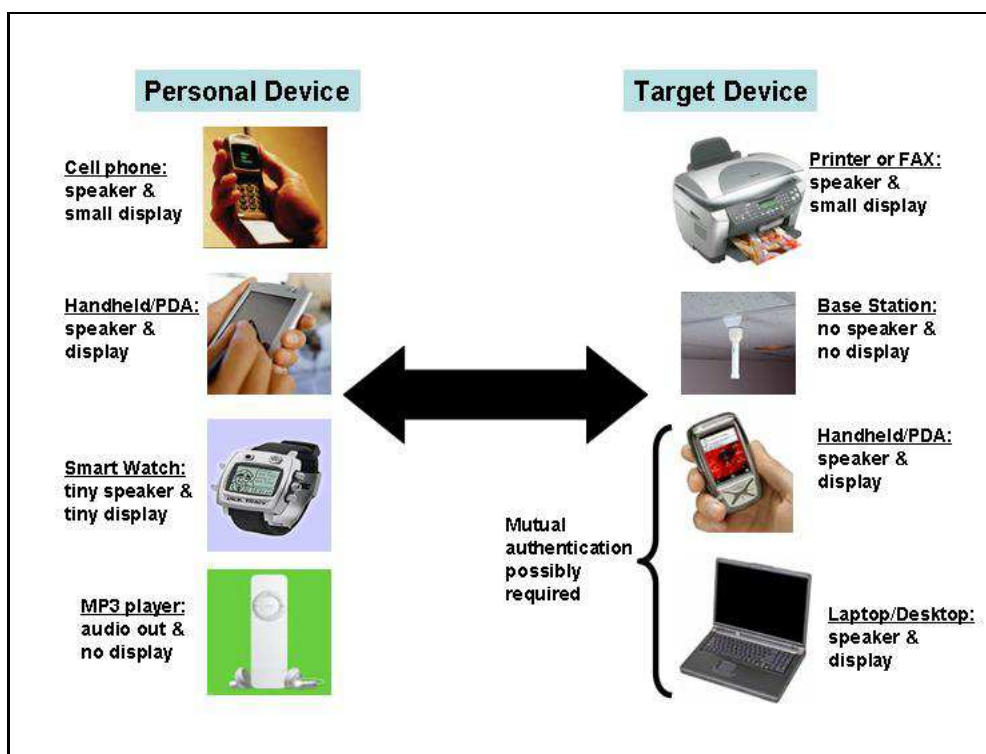 Personal Device
Target Device
Cell phone:
speaker &
small display
Printer or FAX:
speaker &
small display
Handheld/PDA:
speaker &
display
Base Station:
no speaker &
no display
Smart Watch:
tiny speaker &
tiny display
Handheld/PDA:
speaker &
display
Mutual
authentication
possibly
required
MP3 player:
audio out &
no display
Laptop/Desktop:
speaker &
display
DICK TRACY